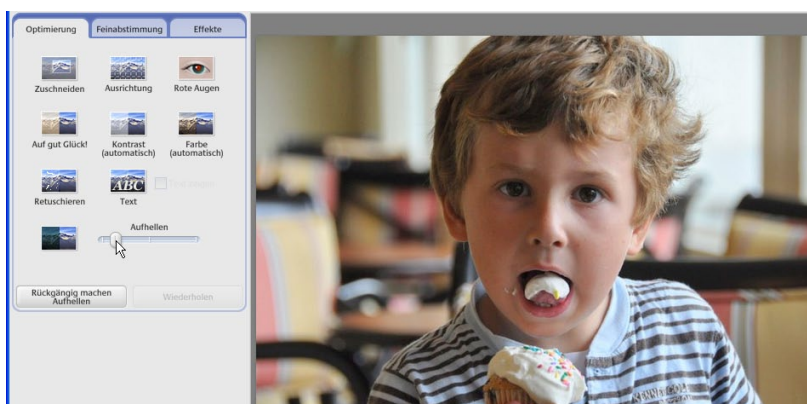 Optimierung
Feinabstimmung
Effekte
Zuschneiden
Ausrichtung
Rote Augen
Auf gut Glück!
Kontrast
(automatisch)
Farbe
(automatisch)
Retuschieren
ABC
Text
Aufhellen
Rückgängig machen
Aufhellen
Wiederholen